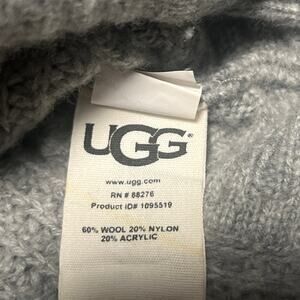 UGG
www.ugg.com
RN # 88276
Product ID# 1095519
60% WOOL 20% NYLON
20% ACRYLIC